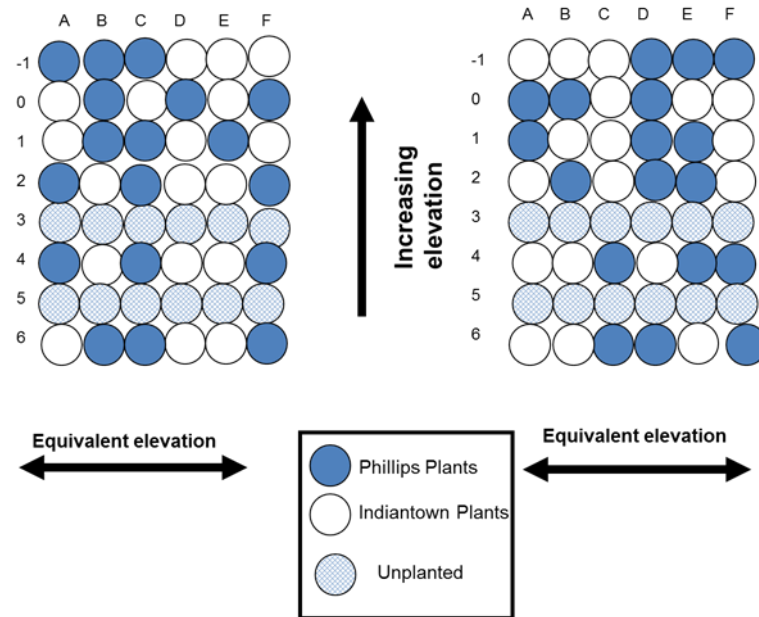 A B C D E F
A B C D E F
-1
0
1
2
3
4
5
6
-1
0
1
2
3
4
5
6
Increasing
elevation
Equivalent elevation
Equivalent elevation
Phillips Plants
Indiantown Plants
Unplanted